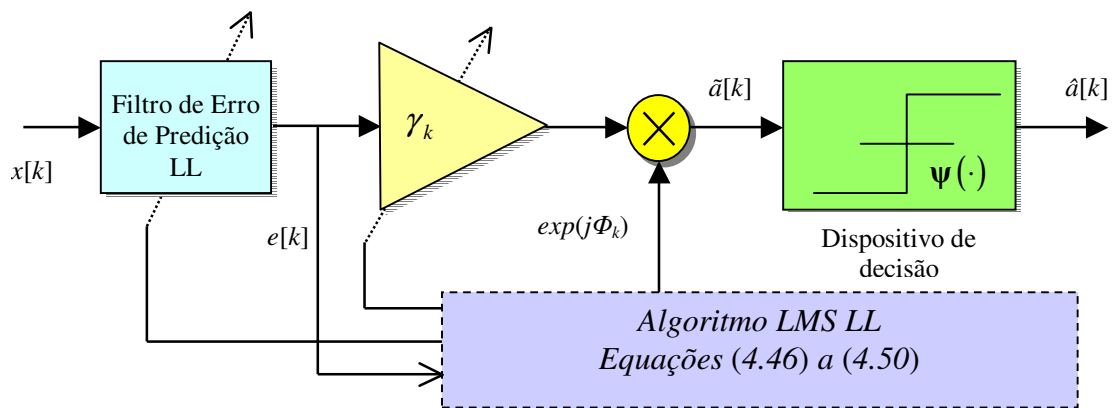 Filtro de Erro
de Predição
LL
γk
ã[k]
â[k]
x[k]
ψ(·)
e[k]
exp(jΦk)
Dispositivo de
decisão
Algoritmo LMS LL
Equações (4.46) a (4.50)